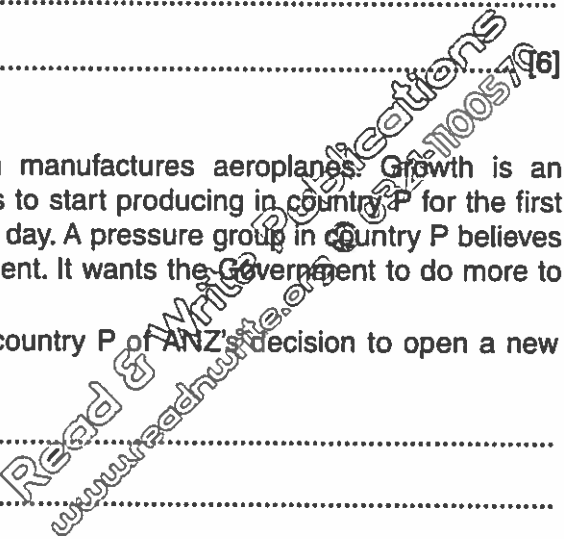 [6]
manufactures aeroplanes. Growth is an
s to start producing in country P for the first
day. A pressure group in country P believes
ent. It wants the Government to do more to
country P of ANZ's decision to open a new
Read & Write Publications
www.readnwrite.org